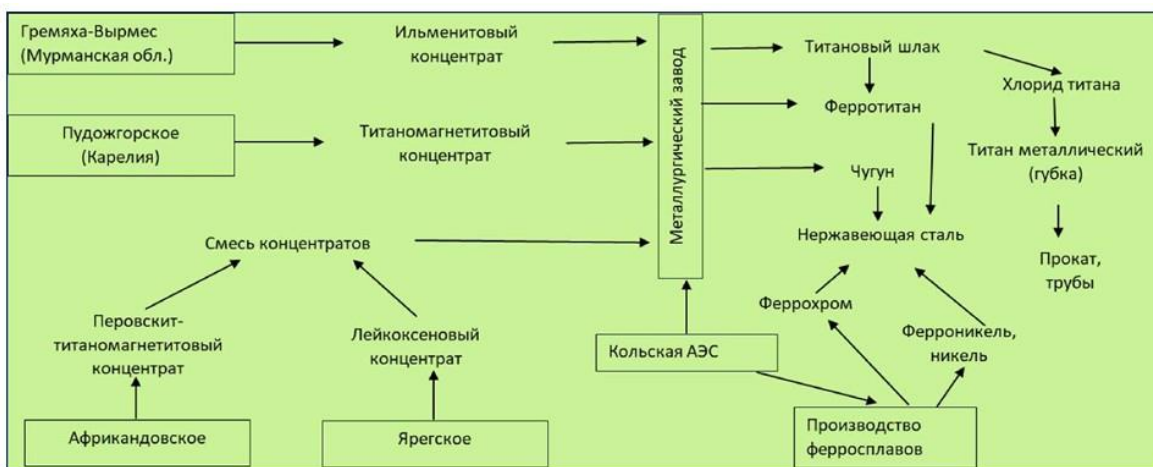 Гремяха-Вырмес
(Мурманская обл.)
Ильменитовый
концентрат
Металлургический завод
Титановый шлак
Хлорид титана
Ферротитан
Пудожгорское
(Карелия)
Титаномагнетитовый
концентрат
Титан металлический
(губка)
Чугун
Смесь концентратов
Нержавеющая сталь
Прокат,
трубы
Феррохром
Перовскит-
титаномагнетитовый
концентрат
Лейкоксеновый
концентрат
Кольская АЭС
Ферроникель,
никель
Африкандовское
Ярегское
Производство
ферросплавов